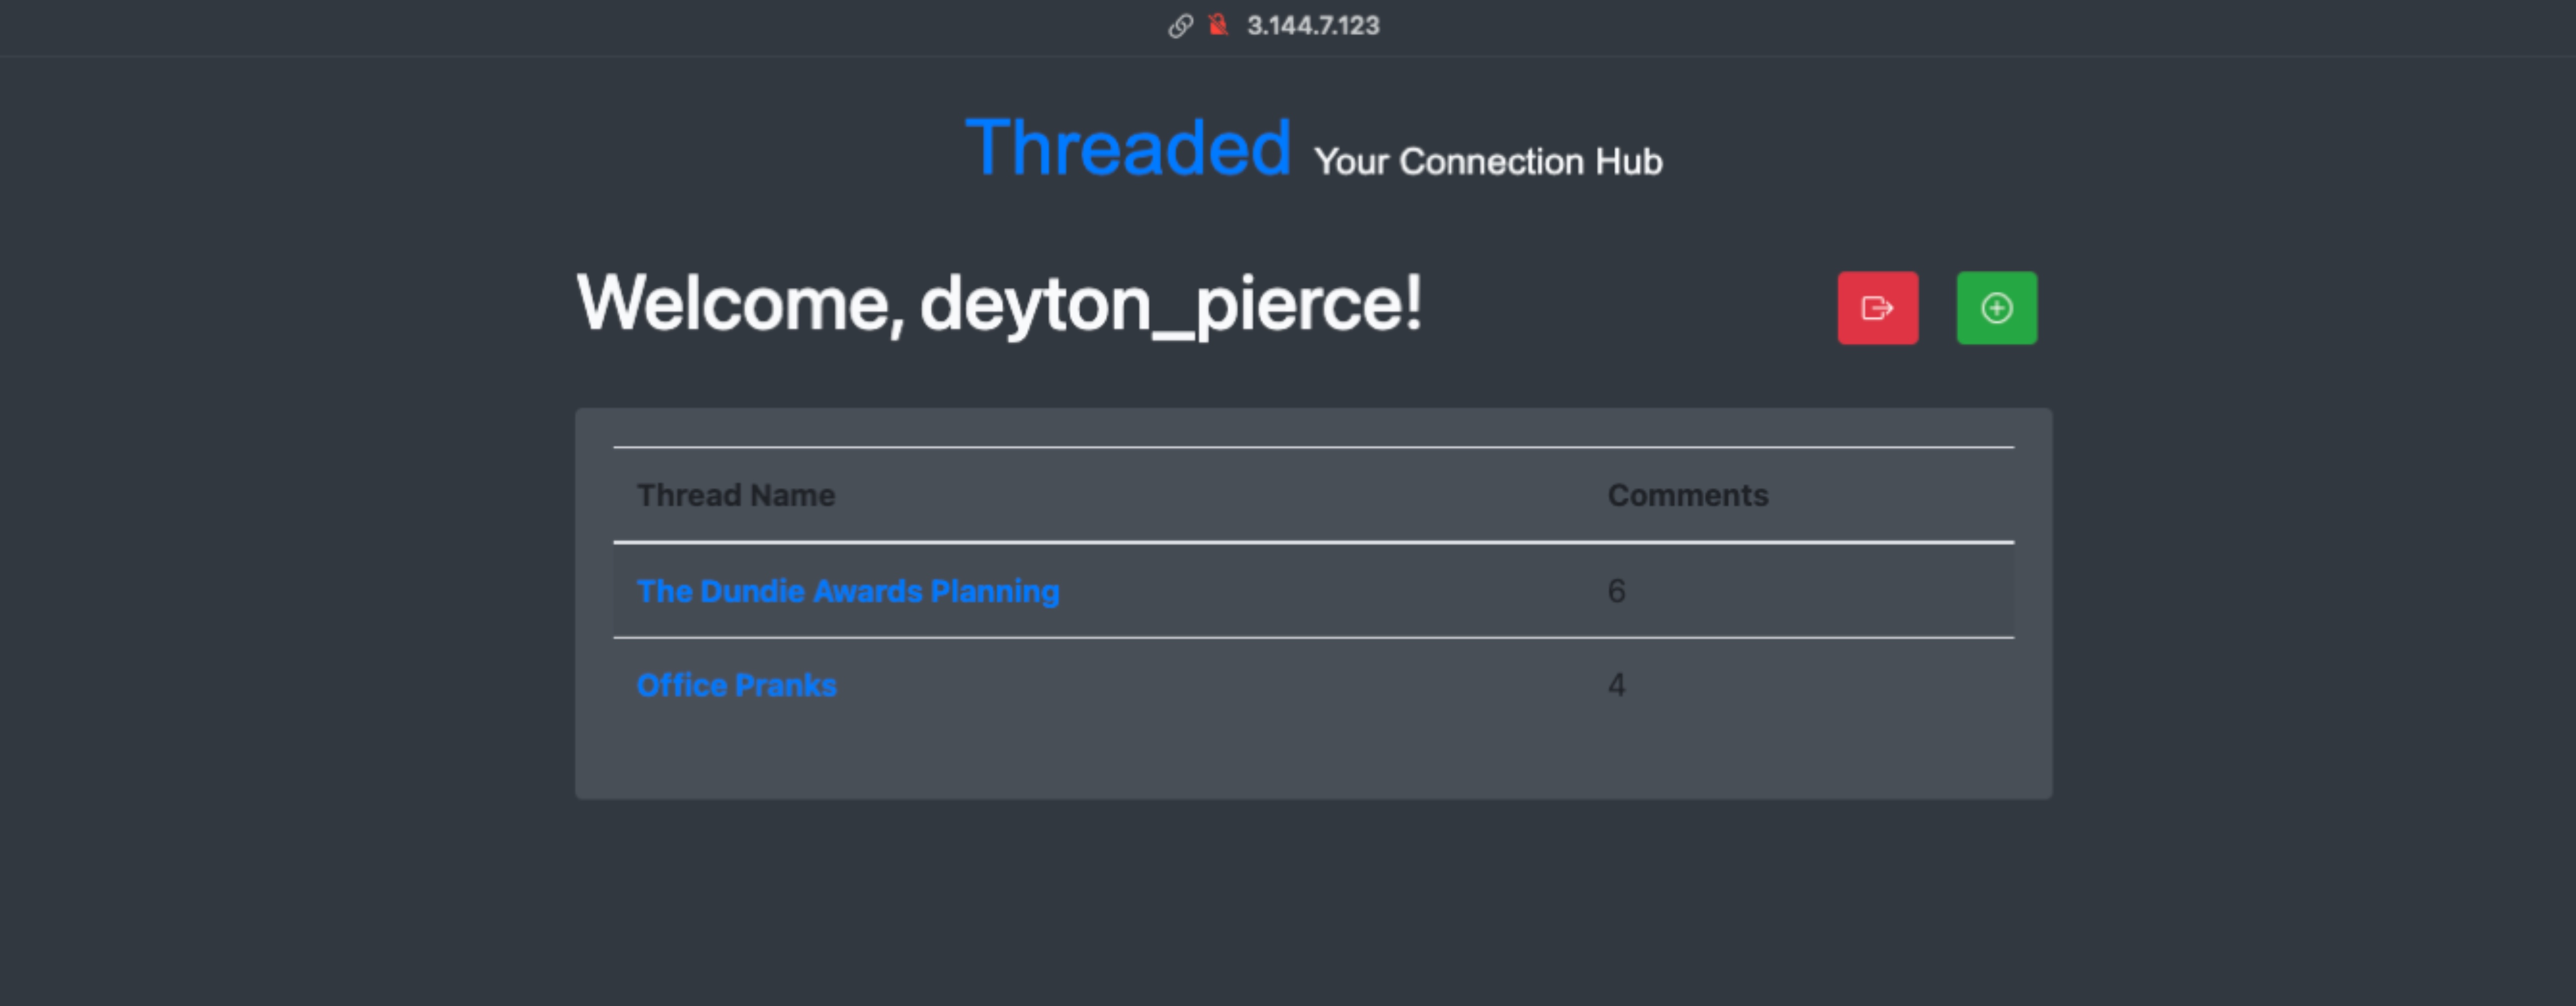 3.144.7.123
Threaded Your Connection Hub
Welcome, deyton_pierce!
Thread Name Comments
The Dundie Awards Planning 6
Office Pranks 4